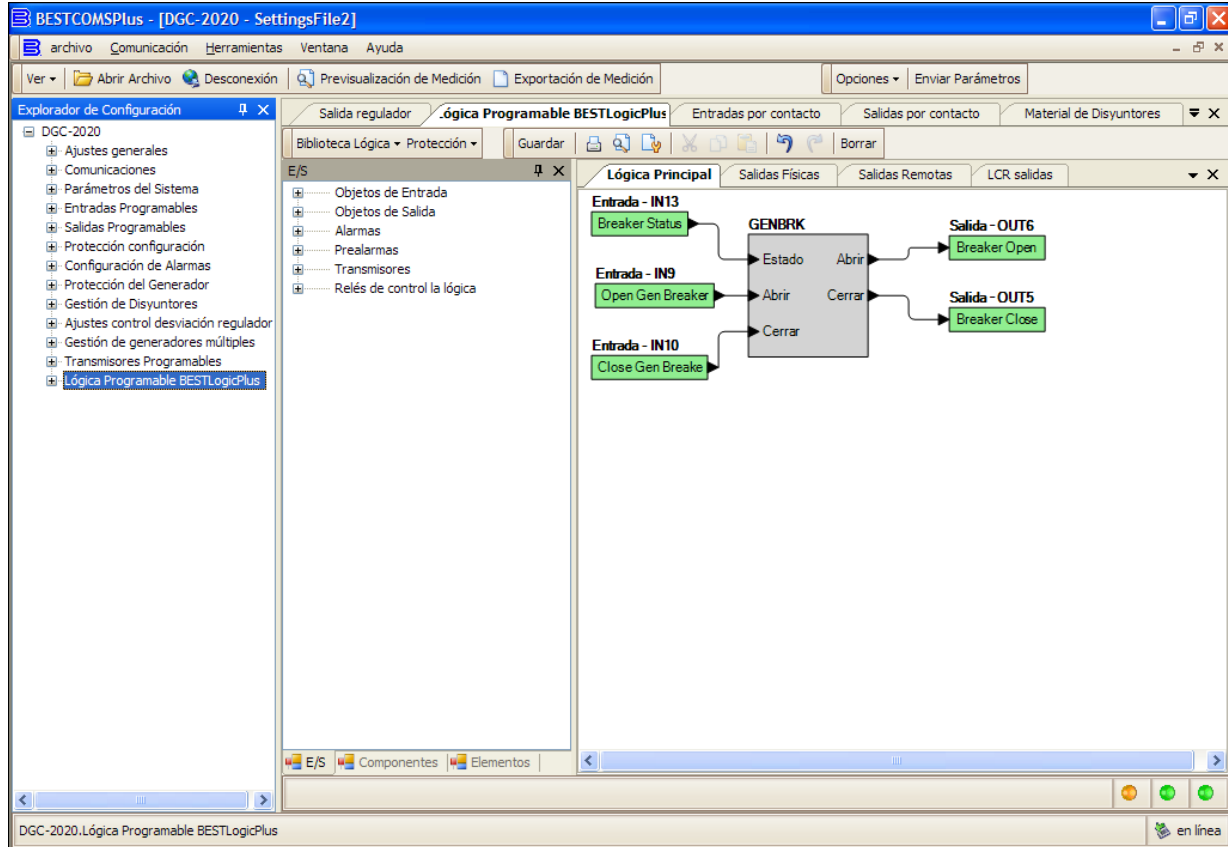 BESTCOMSPlus - [DGC-2020 - SettingsFile2]
archivo Comunicación Herramientas Ventana Ayuda
Ver Abrir Archivo Desconexión Previsualización de Medición Exportación de Medición Opciones Enviar Parámetros
Explorador de Configuración
DGC-2020
Ajustes generales
Comunicaciones
Parámetros del Sistema
Entradas Programables
Salidas Programables
Protección configuración
Configuración de Alarmas
Protección del Generador
Gestión de Disyuntores
Ajustes control desviación regulador
Gestión de generadores múltiples
Transmisores Programables
Lógica Programable BESTLogicPlus
Salida regulador .ógica Programable BESTLogicPlus Entradas por contacto Salidas por contacto Material de Disyuntores
Biblioteca Lógica Protección Guardar Borrar
E/S
Objetos de Entrada
Objetos de Salida
Alarmas
Prealarmas
Transmisores
Relés de control la lógica
E/S Componentes Elementos
Lógica Principal Salidas Físicas Salidas Remotas LCR salidas
Entrada - IN13
Breaker Status
Entrada - IN9
Open Gen Breaker
Entrada - IN10
Close Gen Breake
GENBRK
Estado Abrir
Abrir Cerrar
Cerrar
Salida - OUT6
Breaker Open
Salida - OUT5
Breaker Close
DGC-2020.Lógica Programable BESTLogicPlus en línea